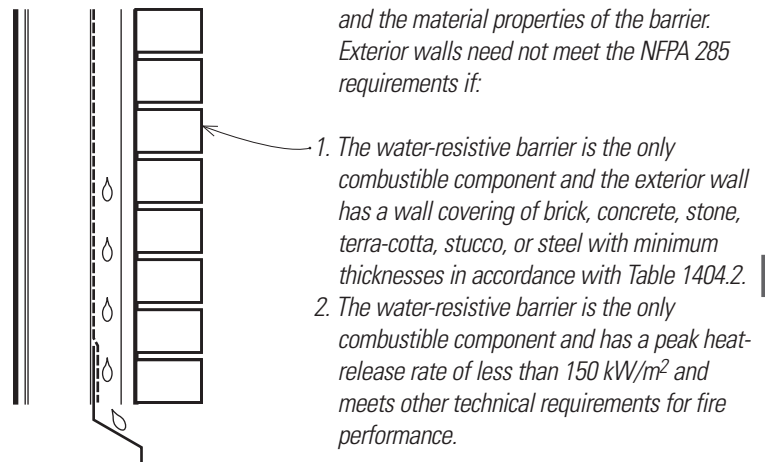 and the material properties of the barrier.
Exterior walls need not meet the NFPA 285
requirements if:
1. The water-resistive barrier is the only
combustible component and the exterior wall
has a wall covering of brick, concrete, stone,
terra-cotta, stucco, or steel with minimum
thicknesses in accordance with Table 1404.2.
2. The water-resistive barrier is the only
combustible component and has a peak heat-
release rate of less than 150 kW/m² and
meets other technical requirements for fire
performance.